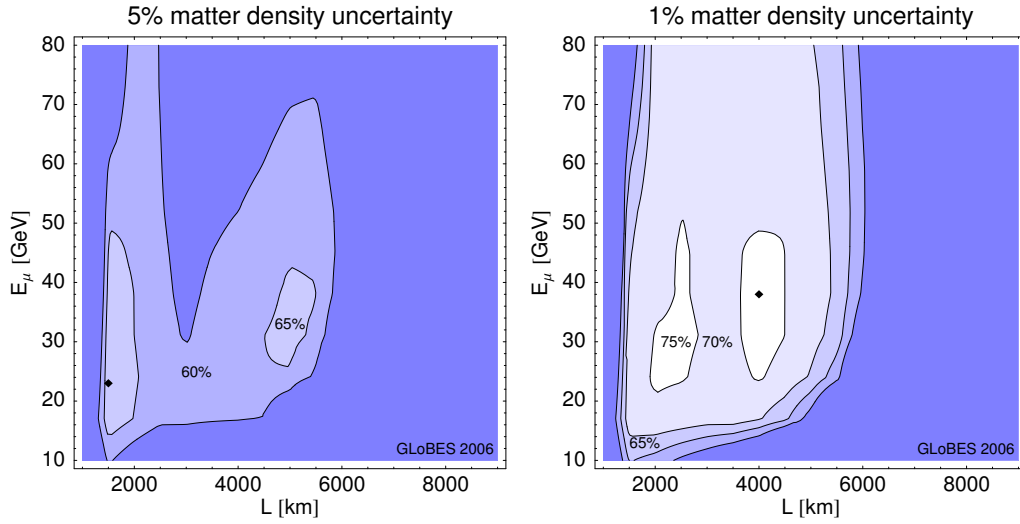 5% matter density uncertainty
80
70
60
50
40
30
20
10
E_μ [GeV]
65%
60%
GLoBES 2006
2000 4000 6000 8000
L [km]
1% matter density uncertainty
80
70
60
50
40
30
20
10
E_μ [GeV]
75% 70%
65%
GLoBES 2006
2000 4000 6000 8000
L [km]